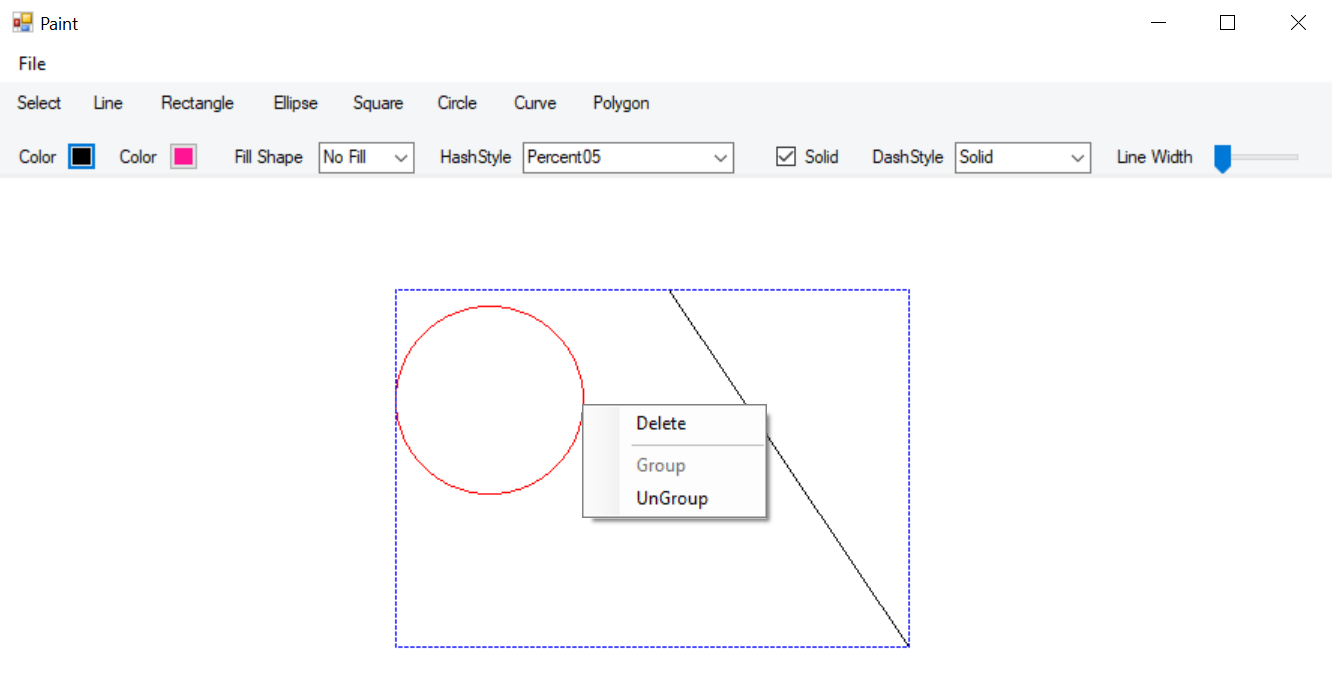 Paint
File
Select Line Rectangle Ellipse Square Circle Curve Polygon
Color Color Fill Shape No Fill HashStyle Percent05 Solid DashStyle Solid Line Width
Delete
Group
UnGroup